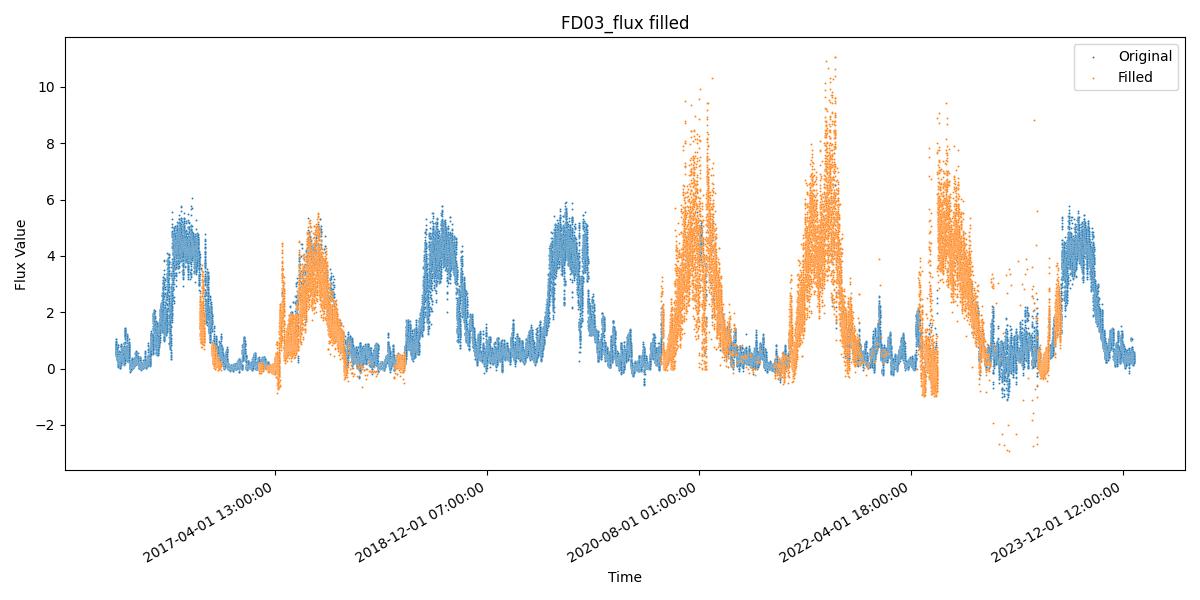 FD03_flux filled
Original
Filled
Flux Value
10
8
6
4
2
0
−2
2017-04-01 13:00:00
2018-12-01 07:00:00
2020-08-01 01:00:00
2022-04-01 18:00:00
2023-12-01 12:00:00
Time